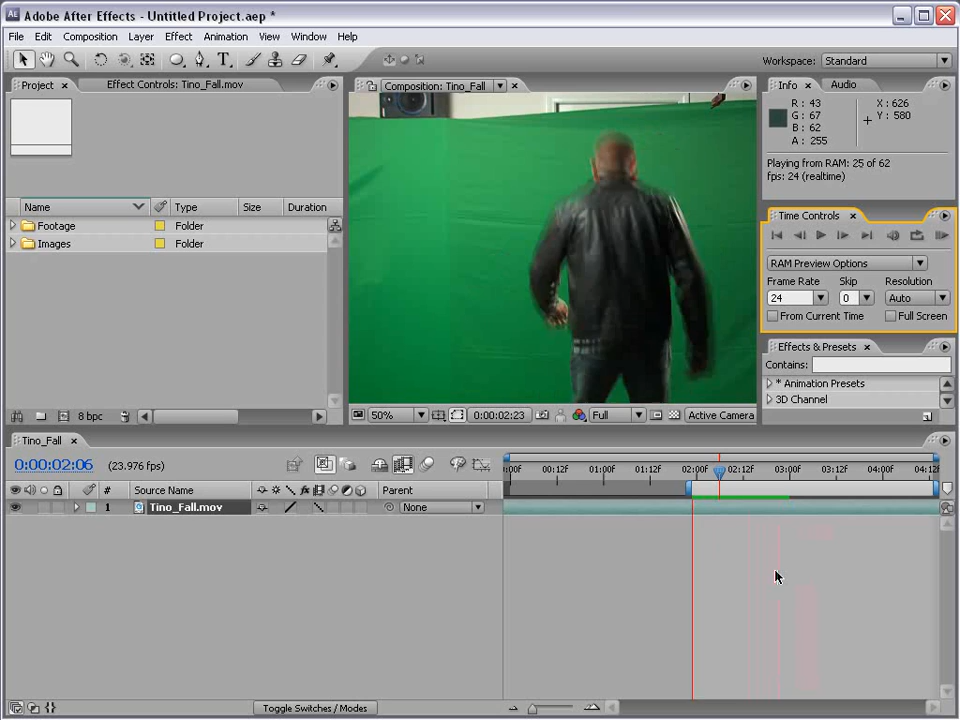 Adobe After Effects - Untitled Project.aep *
File Edit Composition Layer Effect Animation View Window Help
Workspace: Standard
Project × Effect Controls: Tino_Fall.mov
Composition: Tino_Fall ×
Info × Audio
R : 43 X : 626
G : 67 Y : 580
B : 62
A : 255
Playing from RAM: 25 of 62
fps: 24 (realtime)
Name Type Size Duration
Footage Folder
Images Folder
Time Controls ×
RAM Preview Options
Frame Rate Skip Resolution
24 0 Auto
From Current Time Full Screen
Effects & Presets ×
Contains:
* Animation Presets
3D Channel
8 bpc
50% 0:00:02:23 Full Active Camera
Tino_Fall ×
0:00:02:06 (23.976 fps)
00:12F 01:00F 01:12F 02:00F 02:12F 03:00F 03:12F 04:00F 04:12F
# Source Name Parent
1 Tino_Fall.mov None
Toggle Switches / Modes